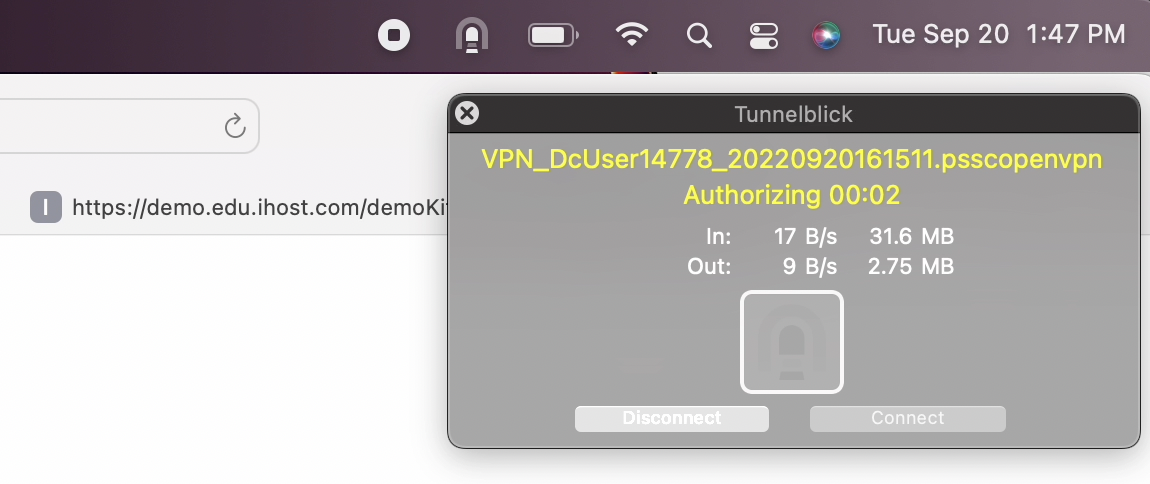 Tue Sep 20 1:47 PM
Tunnelblick
VPN_DcUser14778_20220920161511.psscopenvpn
Authorizing 00:02
I https://demo.edu.ihost.com/demoKi
In: 17 B/s 31.6 MB
Out: 9 B/s 2.75 MB
Disconnect Connect